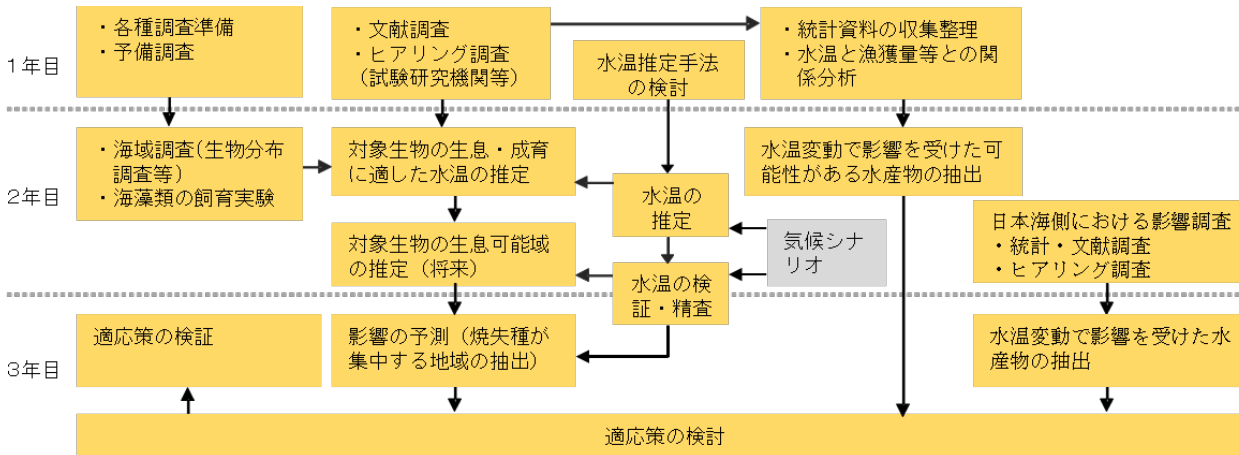 1年目
・各種調査準備
・予備調査
・文献調査
・ヒアリング調査
（試験研究機関等）
水温推定手法
の検討
・統計資料の収集整理
・水温と漁獲量等との関
係分析
2年目
・海域調査(生物分布
調査等)
・海藻類の飼育実験
対象生物の生息・成育
に適した水温の推定
水温の
推定
水温変動で影響を受けた可
能性がある水産物の抽出
対象生物の生息可能域
の推定（将来）
気候シナ
リオ
水温の検
証・精査
日本海側における影響調査
・統計・文献調査
・ヒアリング調査
3年目
適応策の検証
影響の予測（焼失種が
集中する地域の抽出）
水温変動で影響を受けた水
産物の抽出
適応策の検討